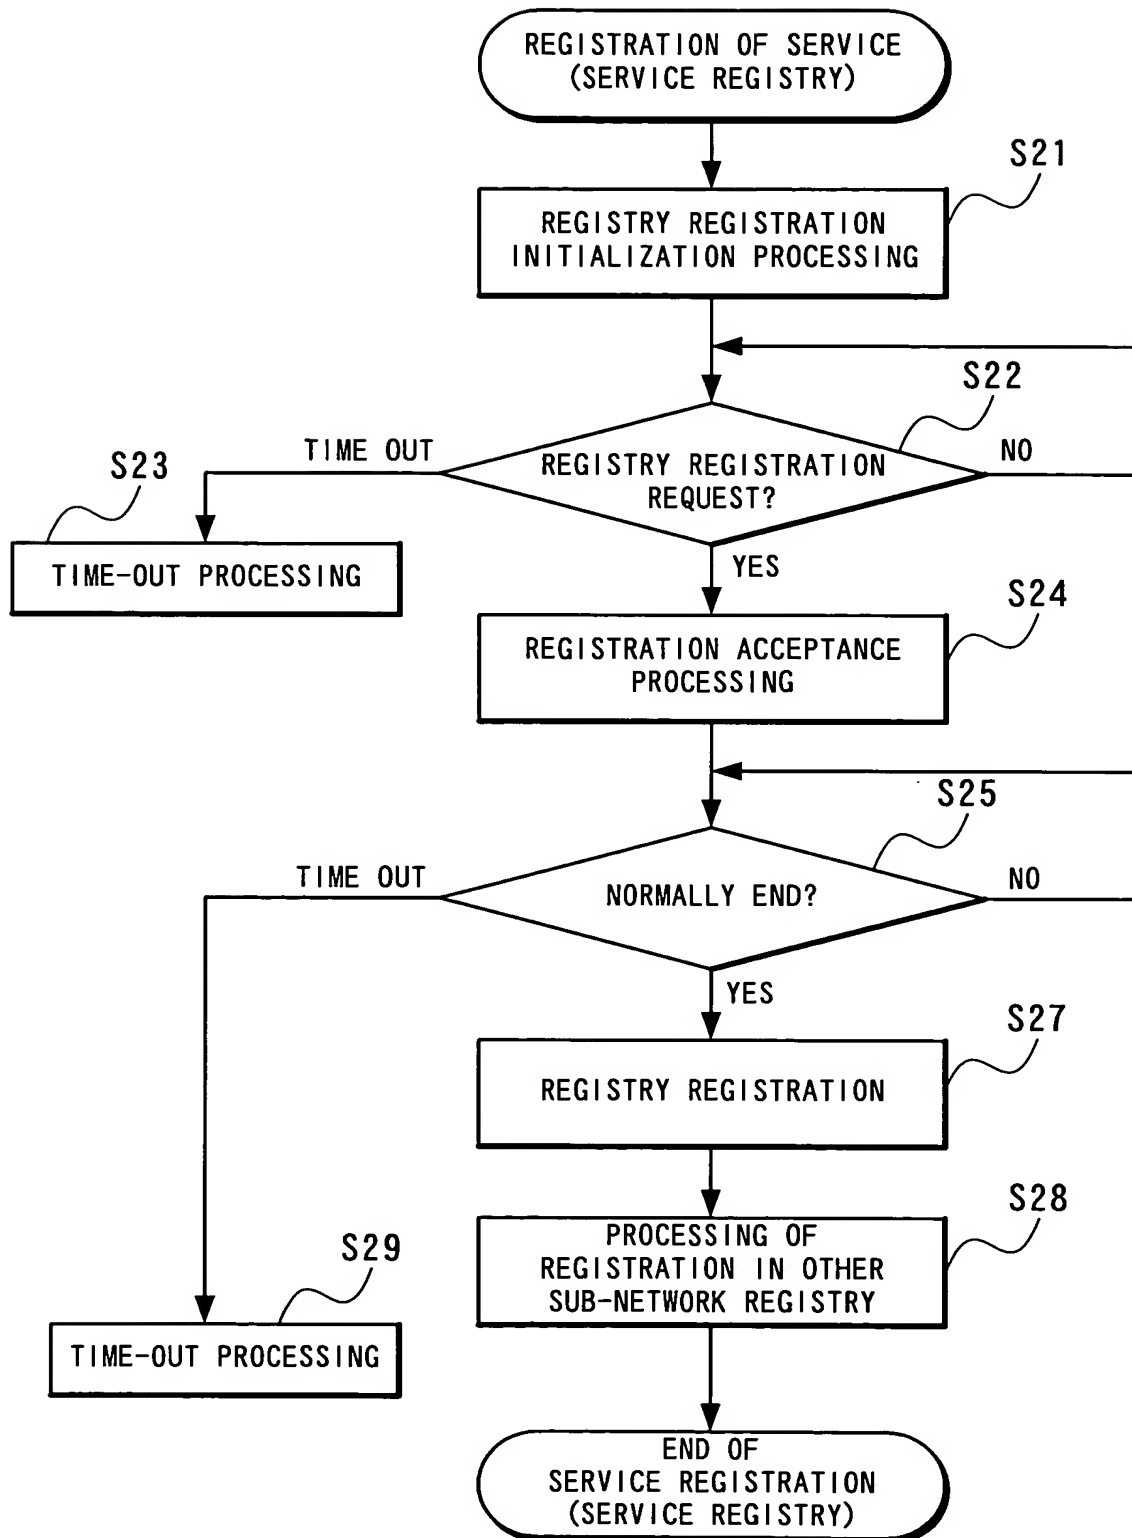 REGISTRATION OF SERVICE
(SERVICE REGISTRY)
S21
REGISTRY REGISTRATION
INITIALIZATION PROCESSING
S22
TIME OUT
REGISTRY REGISTRATION
REQUEST?
NO
S23
TIME-OUT PROCESSING
YES
S24
REGISTRATION ACCEPTANCE
PROCESSING
S25
TIME OUT
NORMALLY END?
NO
YES
S27
REGISTRY REGISTRATION
S28
PROCESSING OF
REGISTRATION IN OTHER
SUB-NETWORK REGISTRY
S29
TIME-OUT PROCESSING
END OF
SERVICE REGISTRATION
(SERVICE REGISTRY)